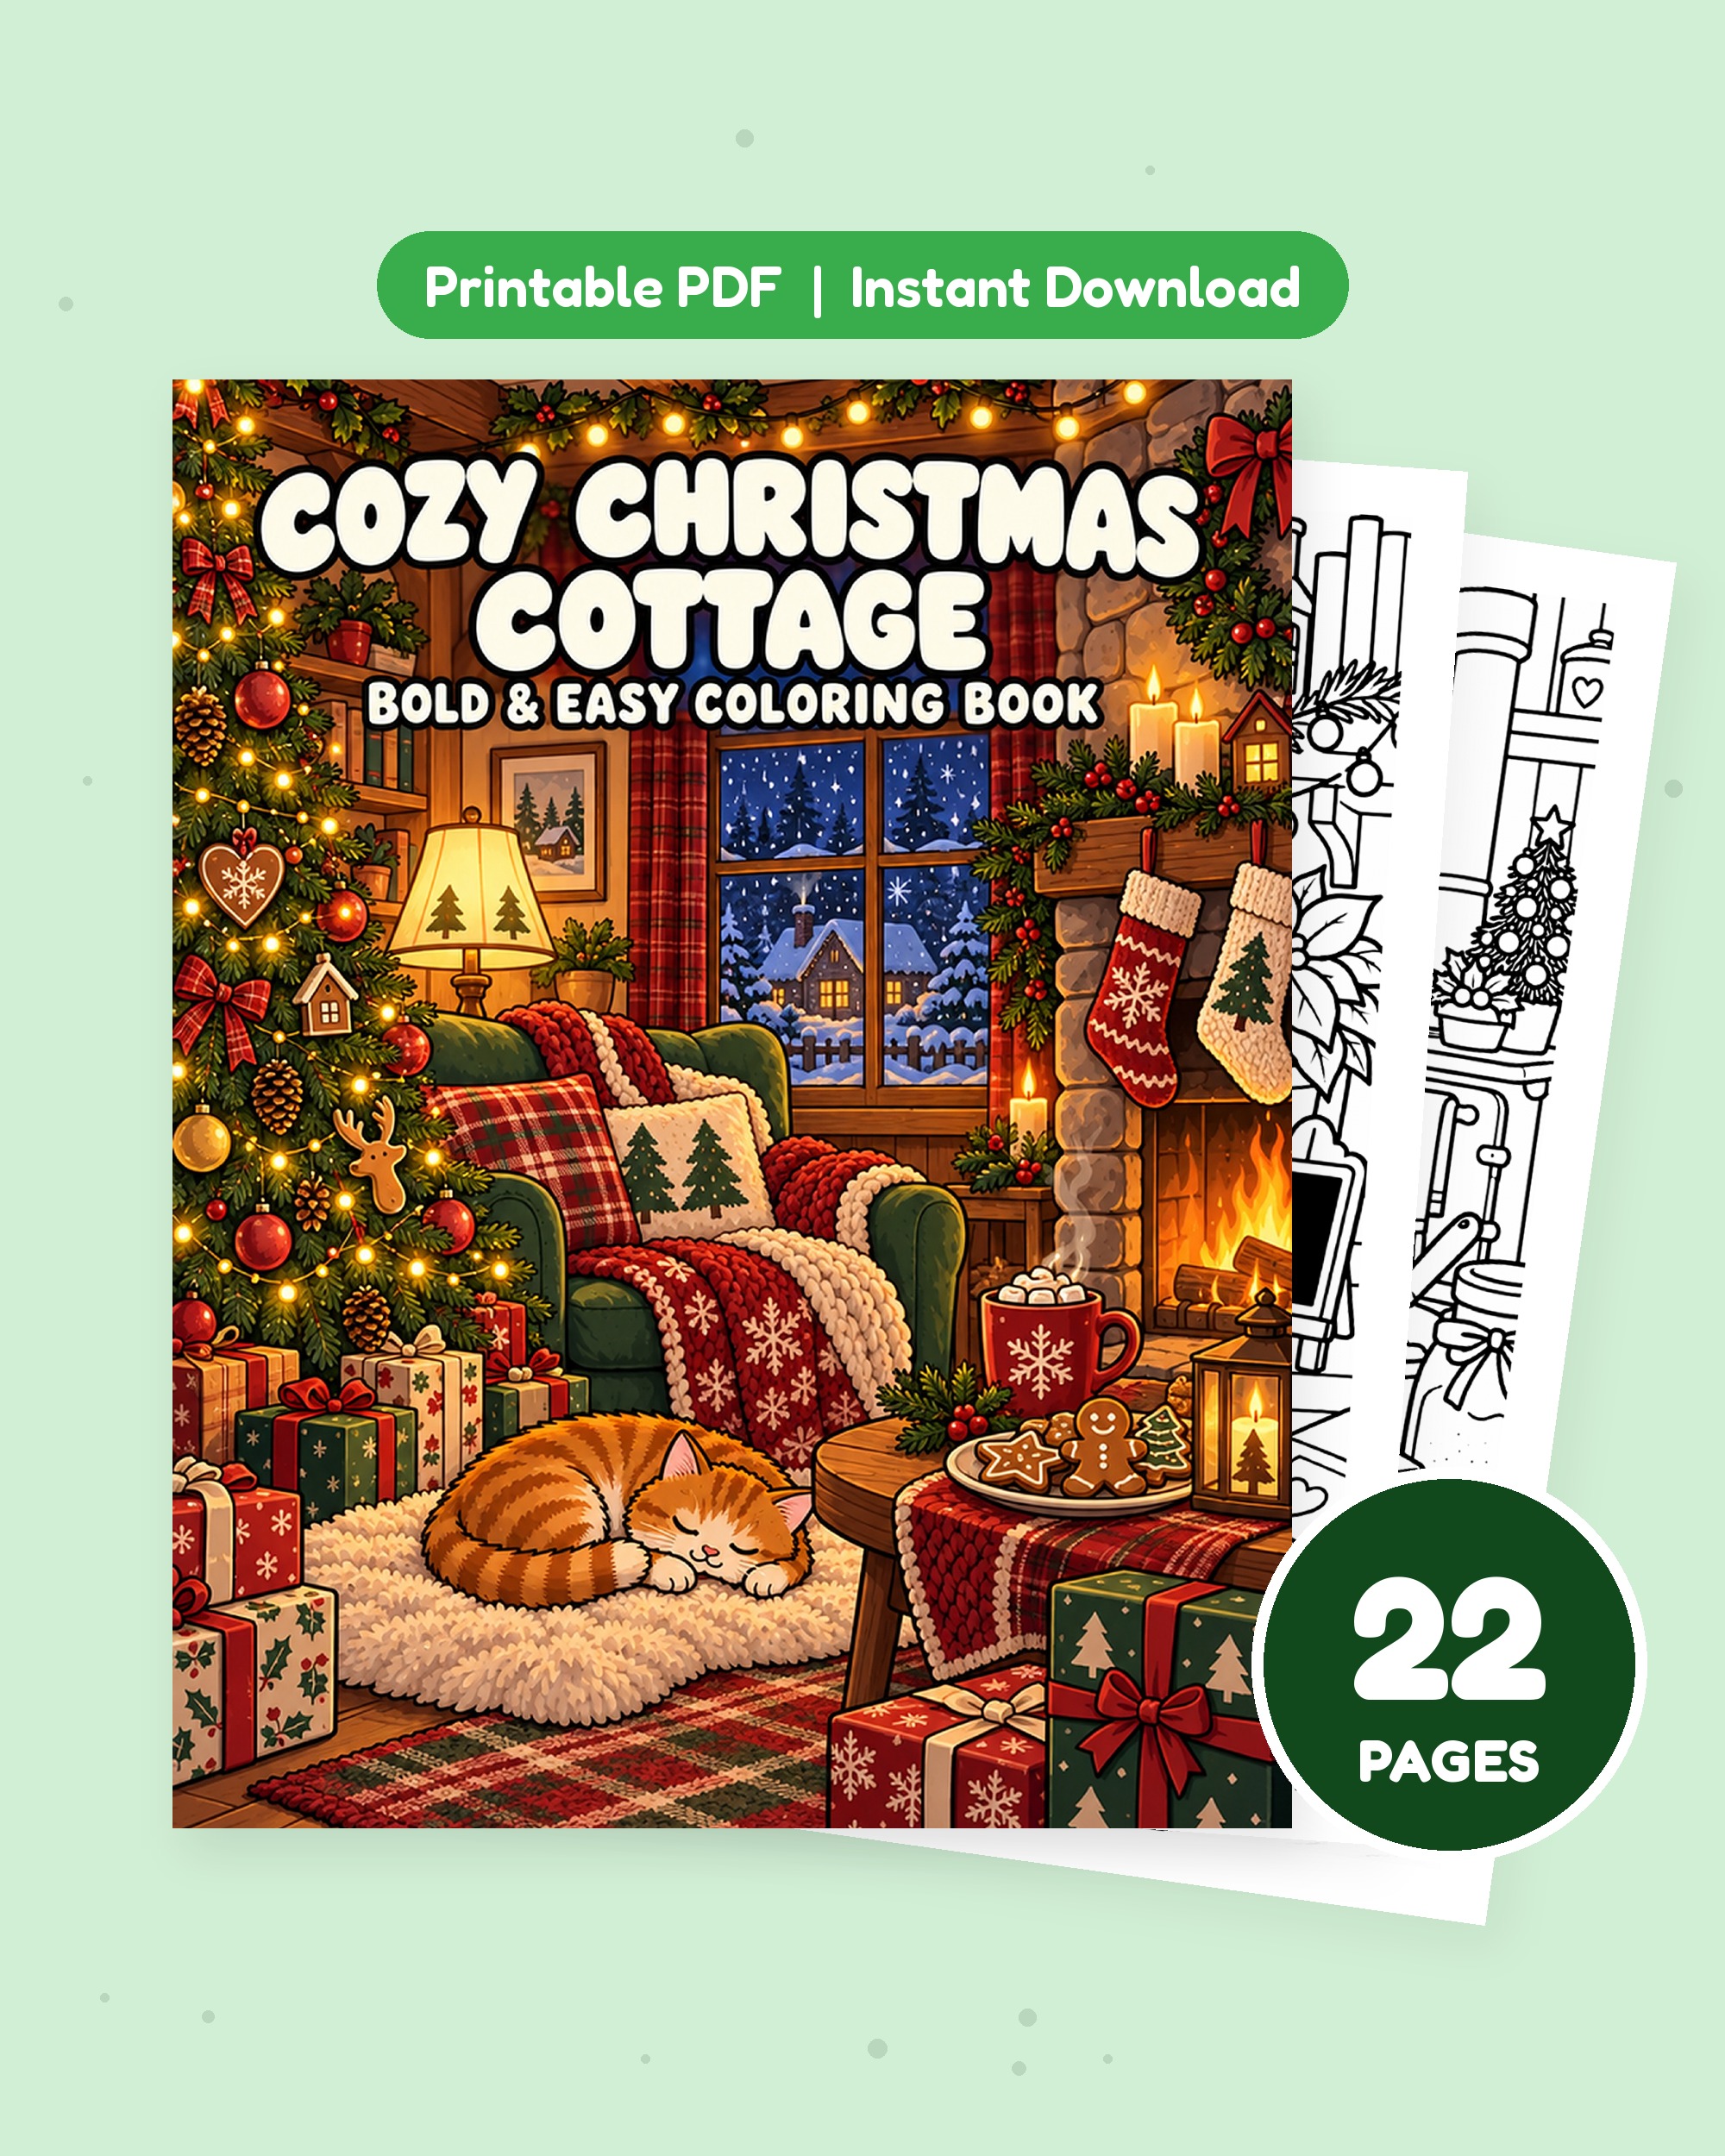 Printable PDF | Instant Download
COZY CHRISTMAS
COTTAGE
BOLD & EASY COLORING BOOK
22
PAGES